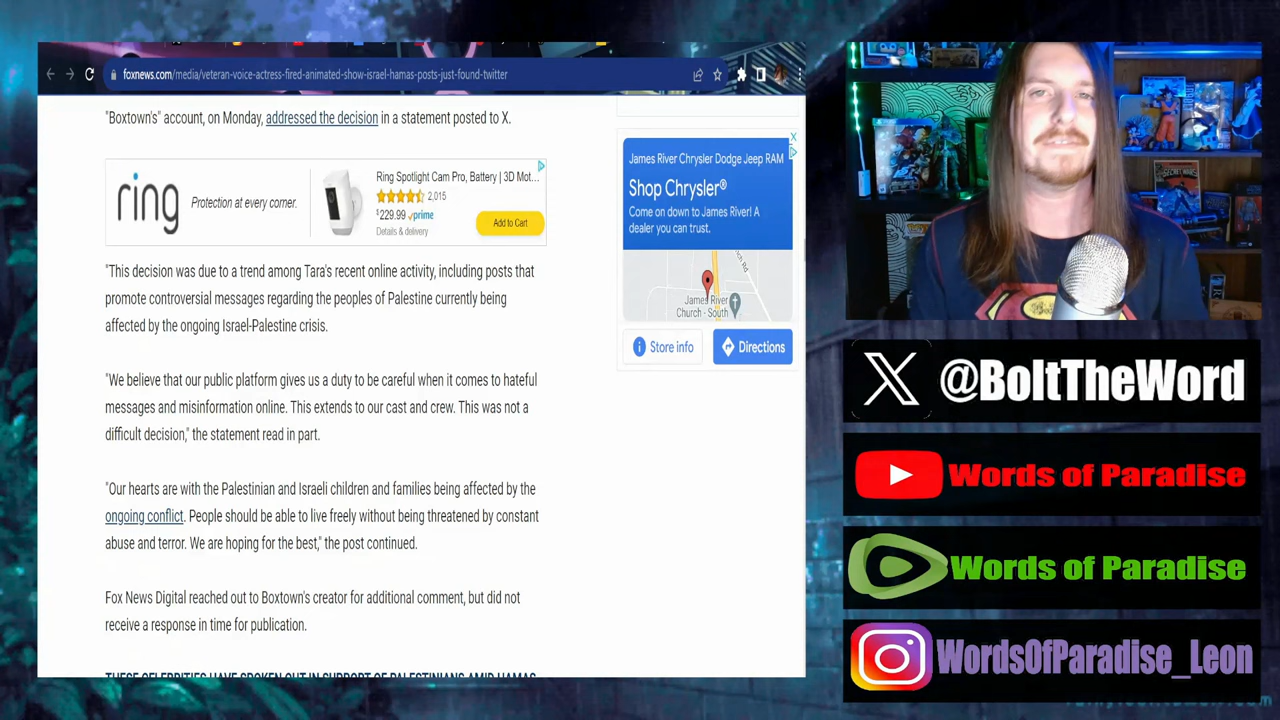 foxnews.com/media/veteran-voice-actress-fired-animated-show-israel-hamas-posts-just-found-twitter
"Boxtown's" account, on Monday, addressed the decision in a statement posted to X.
ring
Protection at every corner.
Ring Spotlight Cam Pro, Battery | 3D Mot...
2,015
$229.99 prime
Details & delivery
Add to Cart
"This decision was due to a trend among Tara's recent online activity, including posts that
promote controversial messages regarding the peoples of Palestine currently being
affected by the ongoing Israel-Palestine crisis.
"We believe that our public platform gives us a duty to be careful when it comes to hateful
messages and misinformation online. This extends to our cast and crew. This was not a
difficult decision," the statement read in part.
"Our hearts are with the Palestinian and Israeli children and families being affected by the
ongoing conflict. People should be able to live freely without being threatened by constant
abuse and terror. We are hoping for the best," the post continued.
Fox News Digital reached out to Boxtown's creator for additional comment, but did not
receive a response in time for publication.
THESE CELEBRITIES HAVE SPOKEN OUT IN SUPPORT OF PALESTINIANS AMID HAMAS
James River Chrysler Dodge Jeep RAM
Shop Chrysler®
Come on down to James River! A
dealer you can trust.
James River
Church - South
Store info
Directions
X @BoltTheWord
Words of Paradise
Words of Paradise
WordsOfParadise_Leon